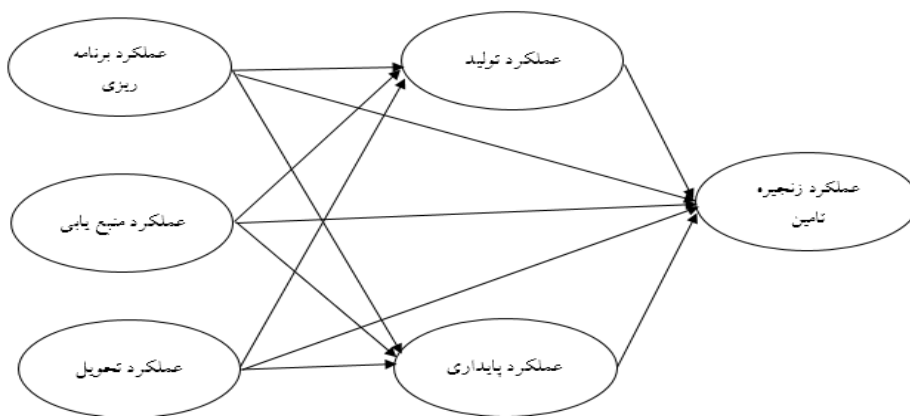 عملکرد برنامه
ریزی
عملکرد تولید
عملکرد زنجیره
تامین
عملکرد منبع یابی
عملکرد تحویل
عملکرد پایداری